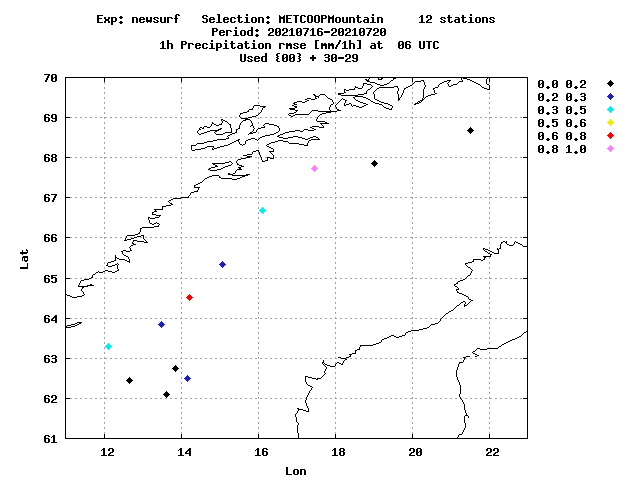 Exp: newsurf   Selection: METCOOPMountain     12 stations
Period: 20210716-20210720
1h Precipitation rmse [mm/1h] at  06 UTC
Used {00} + 30-29
70
69
68
67
66
65
64
63
62
61
12 14 16 18 20 22
Lat
Lon
0.0 0.2
0.2 0.3
0.3 0.5
0.5 0.6
0.6 0.8
0.8 1.0